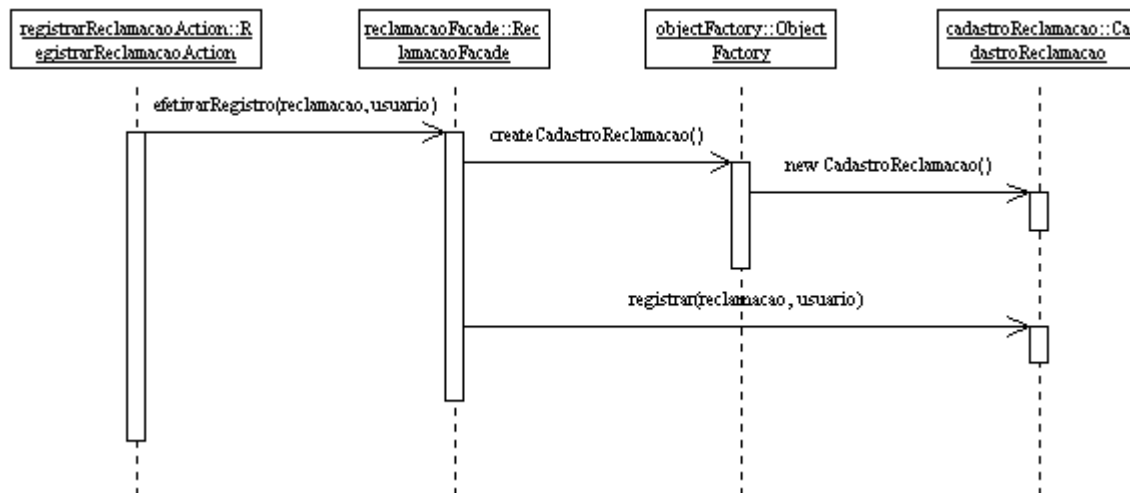 registrarReclamacaoAction::R
egistrarReclamacaoAction
reclamacaoFacade::Rec
lamacaoFacade
objectFactory::Object
Factory
cadastroReclamacao::Ca
dastroReclamacao
efetivarRegistro(reclamacao,usuario)
createCadastroReclamacao()
new CadastroReclamacao()
registrar(reclamacao, usuario)